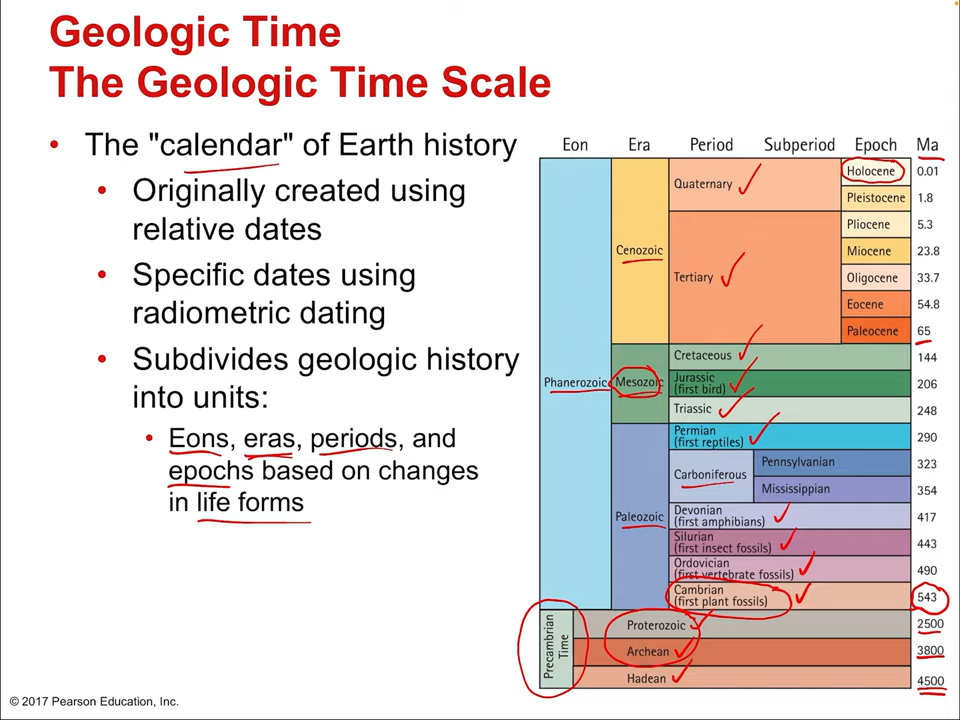 Geologic Time
The Geologic Time Scale
• The "calendar" of Earth history
• Originally created using
relative dates
• Specific dates using
radiometric dating
• Subdivides geologic history
into units:
• Eons, eras, periods, and
epochs based on changes
in life forms
Eon Era Period Subperiod Epoch Ma
Phanerozoic
Cenozoic
Quaternary
Holocene 0.01
Pleistocene 1.8
Tertiary
Pliocene 5.3
Miocene 23.8
Oligocene 33.7
Eocene 54.8
Paleocene 65
Mesozoic
Cretaceous 144
Jurassic
(first bird) 206
Triassic 248
Paleozoic
Permian
(first reptiles) 290
Carboniferous
Pennsylvanian 323
Mississippian 354
Devonian
(first amphibians) 417
Silurian
(first insect fossils) 443
Ordovician
(first vertebrate fossils) 490
Cambrian
(first plant fossils) 543
Precambrian
Time
Proterozoic 2500
Archean 3800
Hadean 4500
© 2017 Pearson Education, Inc.